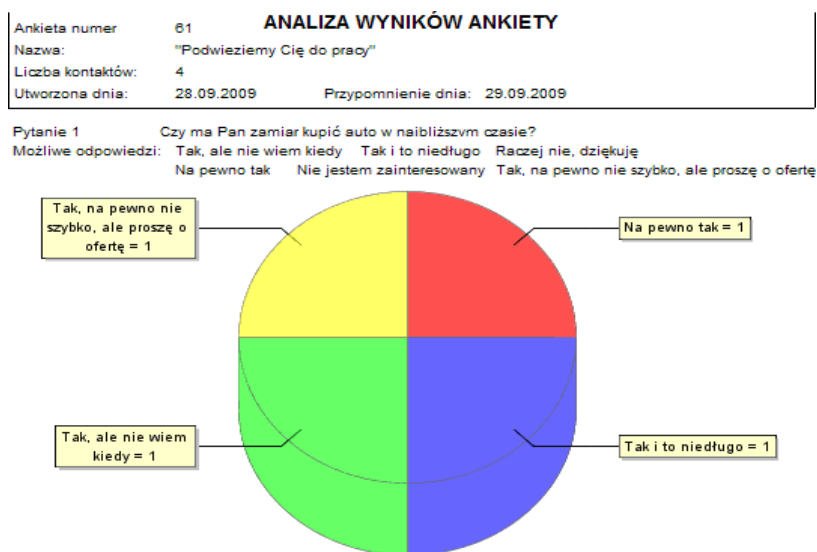 ANALIZA WYNIKÓW ANKIETY
Ankieta numer 61
Nazwa: "Podwieziemy Cię do pracy"
Liczba kontaktów: 4
Utworzona dnia: 28.09.2009 Przypomnienie dnia: 29.09.2009
Pytanie 1 Czy ma Pan zamiar kupić auto w najbliższym czasie?
Możliwe odpowiedzi: Tak, ale nie wiem kiedy Tak i to niedługo Raczej nie, dziękuję
Na pewno tak Nie jestem zainteresowany Tak, na pewno nie szybko, ale proszę o ofertę
Tak, na pewno nie
szybko, ale proszę o
ofertę = 1
Na pewno tak = 1
Tak, ale nie wiem
kiedy = 1
Tak i to niedługo = 1